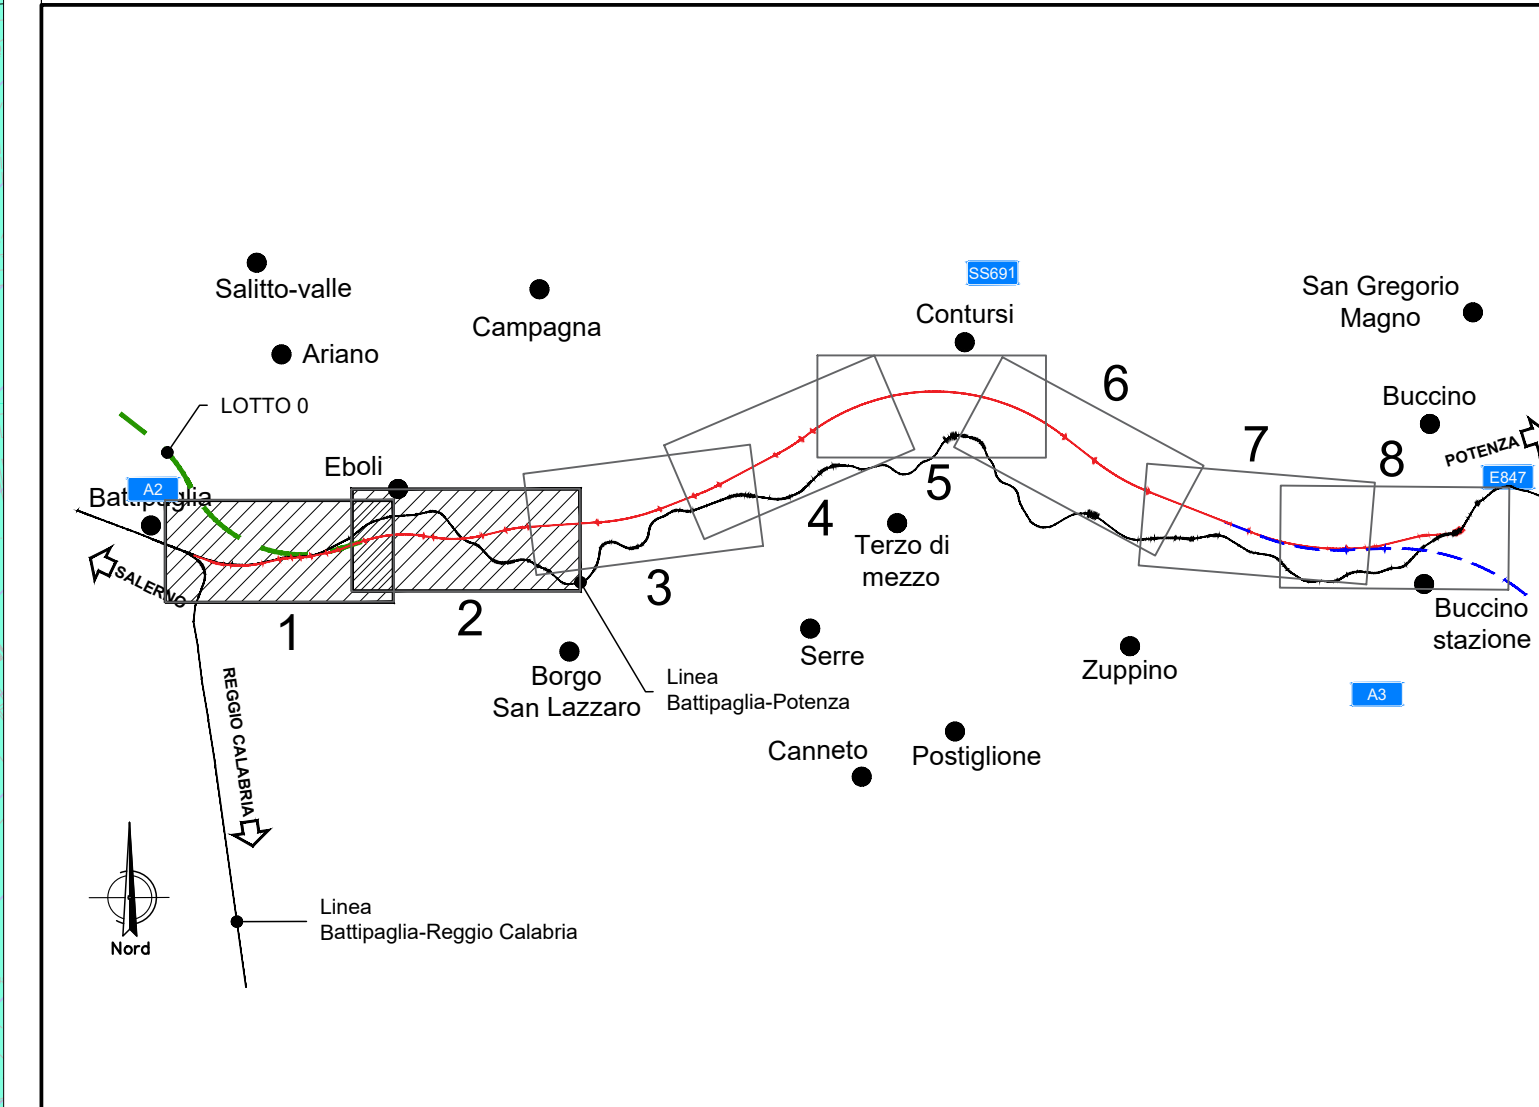 SS691
Salitto-valle
San Gregorio
Magno
Contursi
Campagna
Ariano
6
Buccino
LOTTO 0
7
8
POTENZA
Eboli
E847
A2
Battipaglia
5
4
Terzo di
mezzo
SALERNO
3
1
2
Buccino
stazione
Serre
Borgo
San Lazzaro
Linea
Battipaglia-Potenza
Zuppino
A3
REGGIO CALABRIA
Canneto
Postiglione
Linea
Battipaglia-Reggio Calabria
Nord